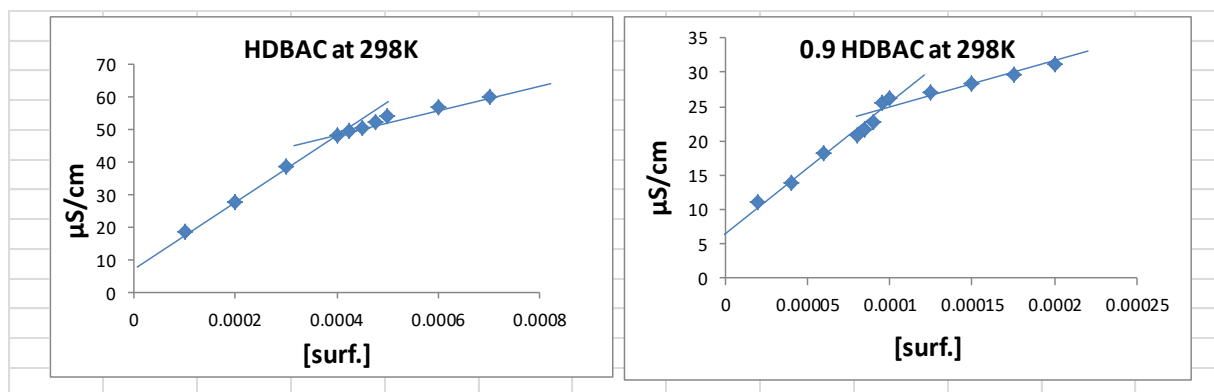 HDBAC at 298K
70
60
50
40
30
20
10
0
µS/cm
0 0.0002 0.0004 0.0006 0.0008
[surf.]
0.9 HDBAC at 298K
35
30
25
20
15
10
5
0
µS/cm
0 0.00005 0.0001 0.00015 0.0002 0.00025
[surf.]